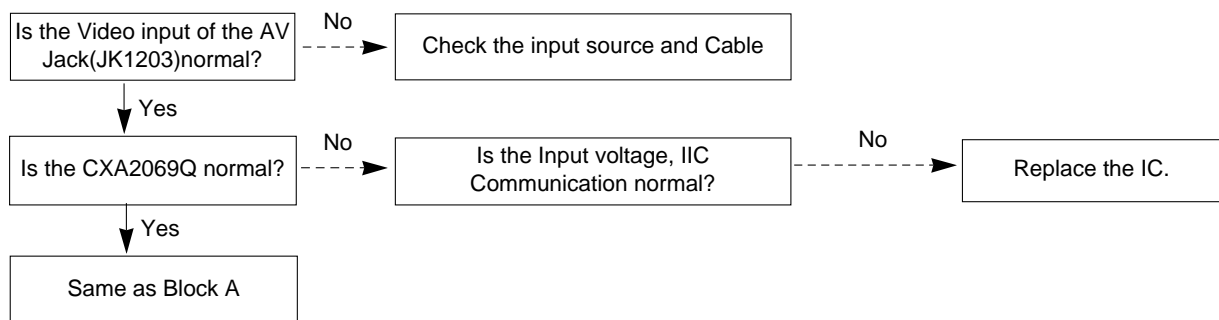 Is the Video input of the AV
Jack(JK1203)normal?
No
Check the input source and Cable
Yes
Is the CXA2069Q normal?
No
Is the Input voltage, IIC
Communication normal?
No
Replace the IC.
Yes
Same as Block A